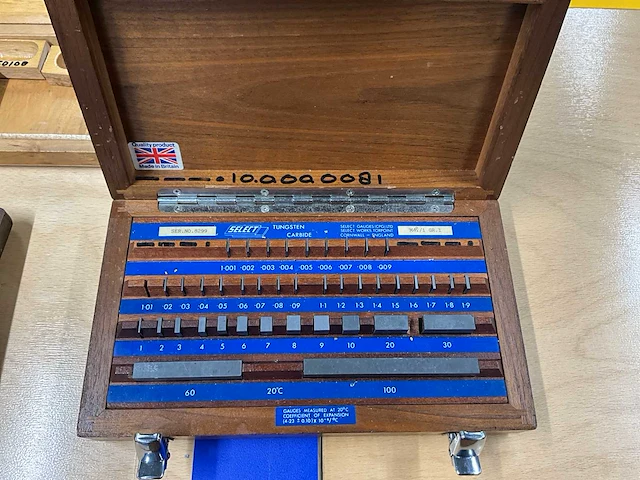 Quality product
Made in Britain
SER.NO.9299
SELECT
TUNGSTEN
CARBIDE
SELECT GAUGES (CP) LTD
SELECT WORKS TORPOINT
CORNWALL - ENGLAND
1·001 ·002 ·003 ·004 ·005 ·006 ·007 ·008 ·009
1·01 ·02 ·03 ·04 ·05 ·06 ·07 ·08 ·09 1·1 1·2 1·3 1·4 1·5 1·6 1·7 1·8 1·9
1 2 3 4 5 6 7 8 9 10 20 30
60 20°C 100
GAUGES MEASURED AT 20°C
COEFFICIENT OF EXPANSION